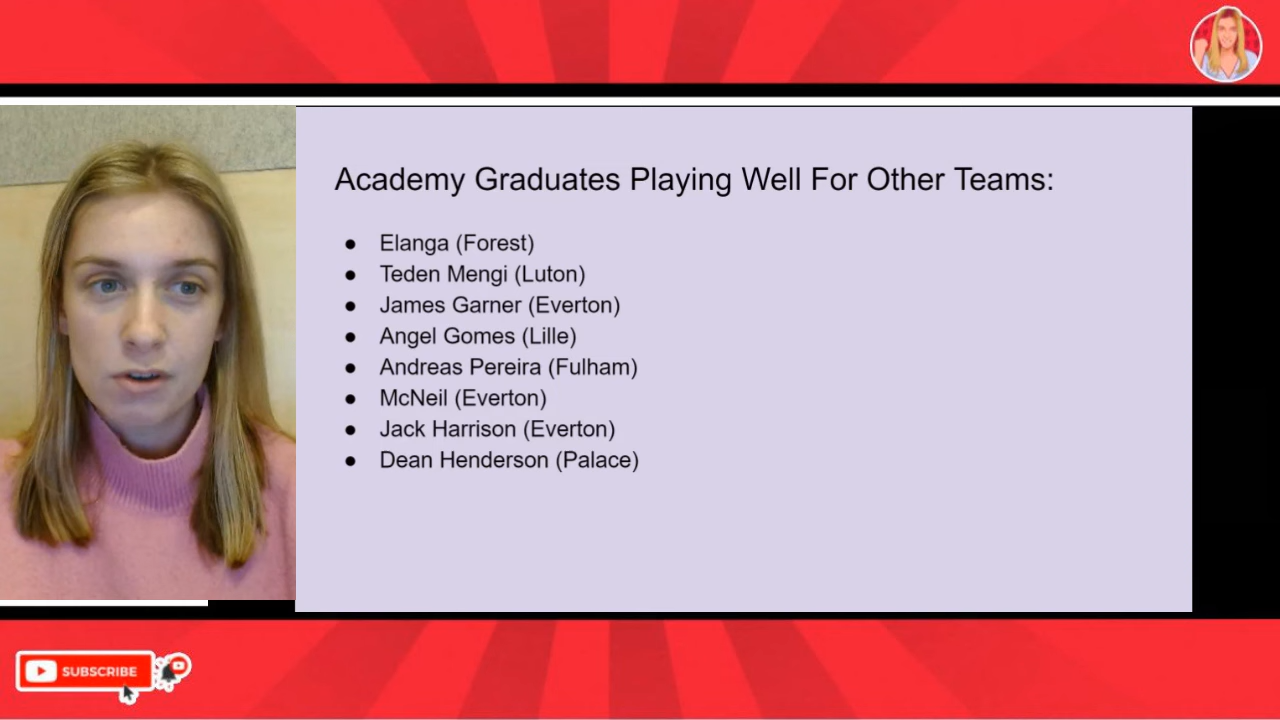 Academy Graduates Playing Well For Other Teams:
● Elanga (Forest)
● Teden Mengi (Luton)
● James Garner (Everton)
● Angel Gomes (Lille)
● Andreas Pereira (Fulham)
● McNeil (Everton)
● Jack Harrison (Everton)
● Dean Henderson (Palace)
SUBSCRIBE